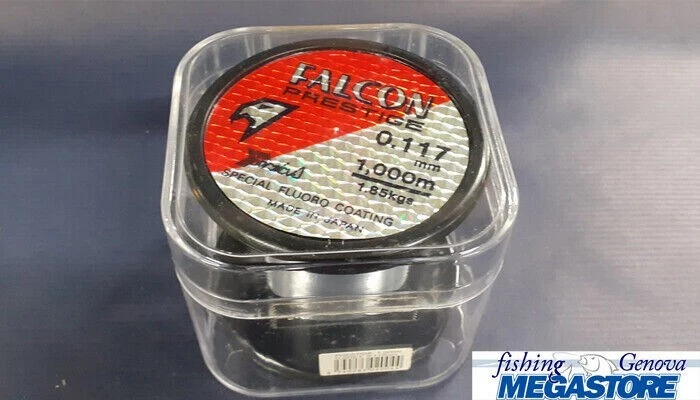 FALCON
PRESTIGE
0.117
mm
1.000m
1.85kgs
SPECIAL FLUORO COATING
MADE IN JAPAN
fishing Genova
MEGASTORE